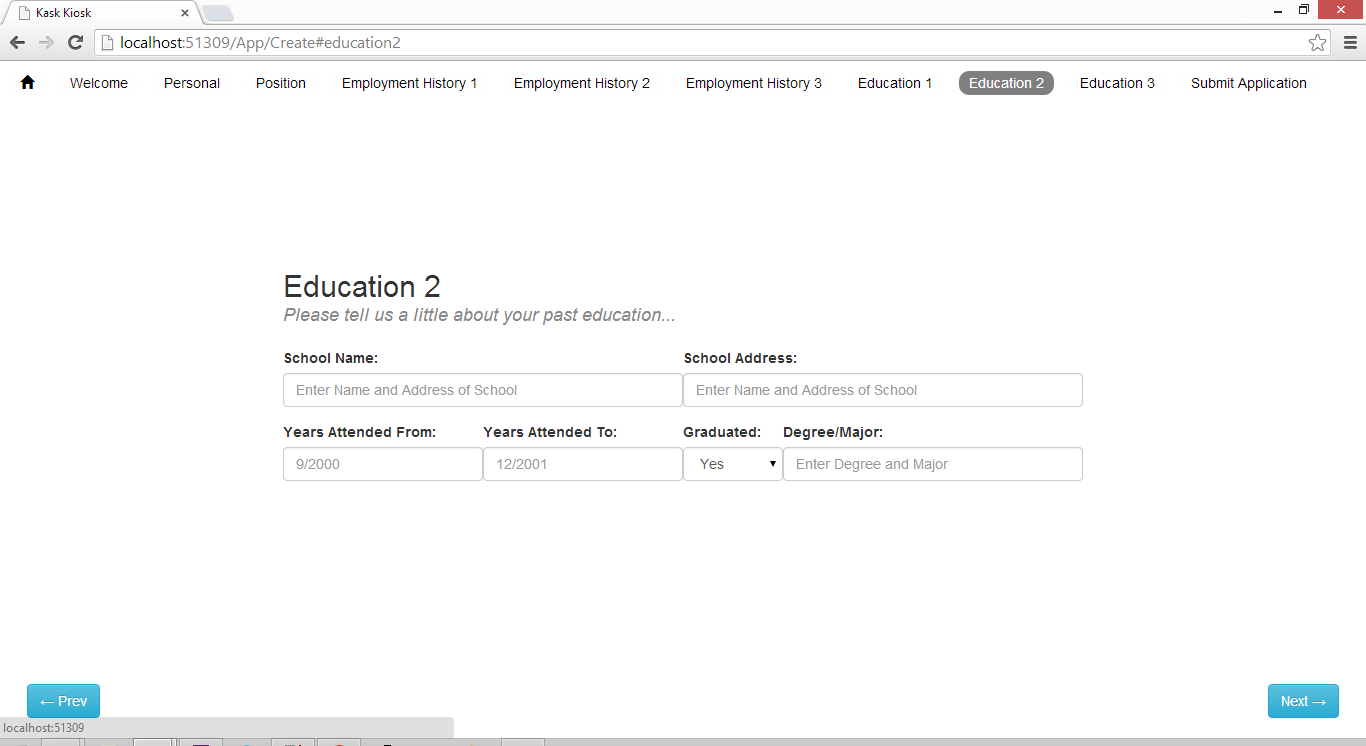 Kask Kiosk
localhost:51309/App/Create#education2
Welcome Personal Position Employment History 1 Employment History 2 Employment History 3 Education 1 Education 2 Education 3 Submit Application
Education 2
Please tell us a little about your past education...
School Name: School Address:
Enter Name and Address of School Enter Name and Address of School
Years Attended From: Years Attended To: Graduated: Degree/Major:
9/2000 12/2001 Yes Enter Degree and Major
← Prev Next →
localhost:51309